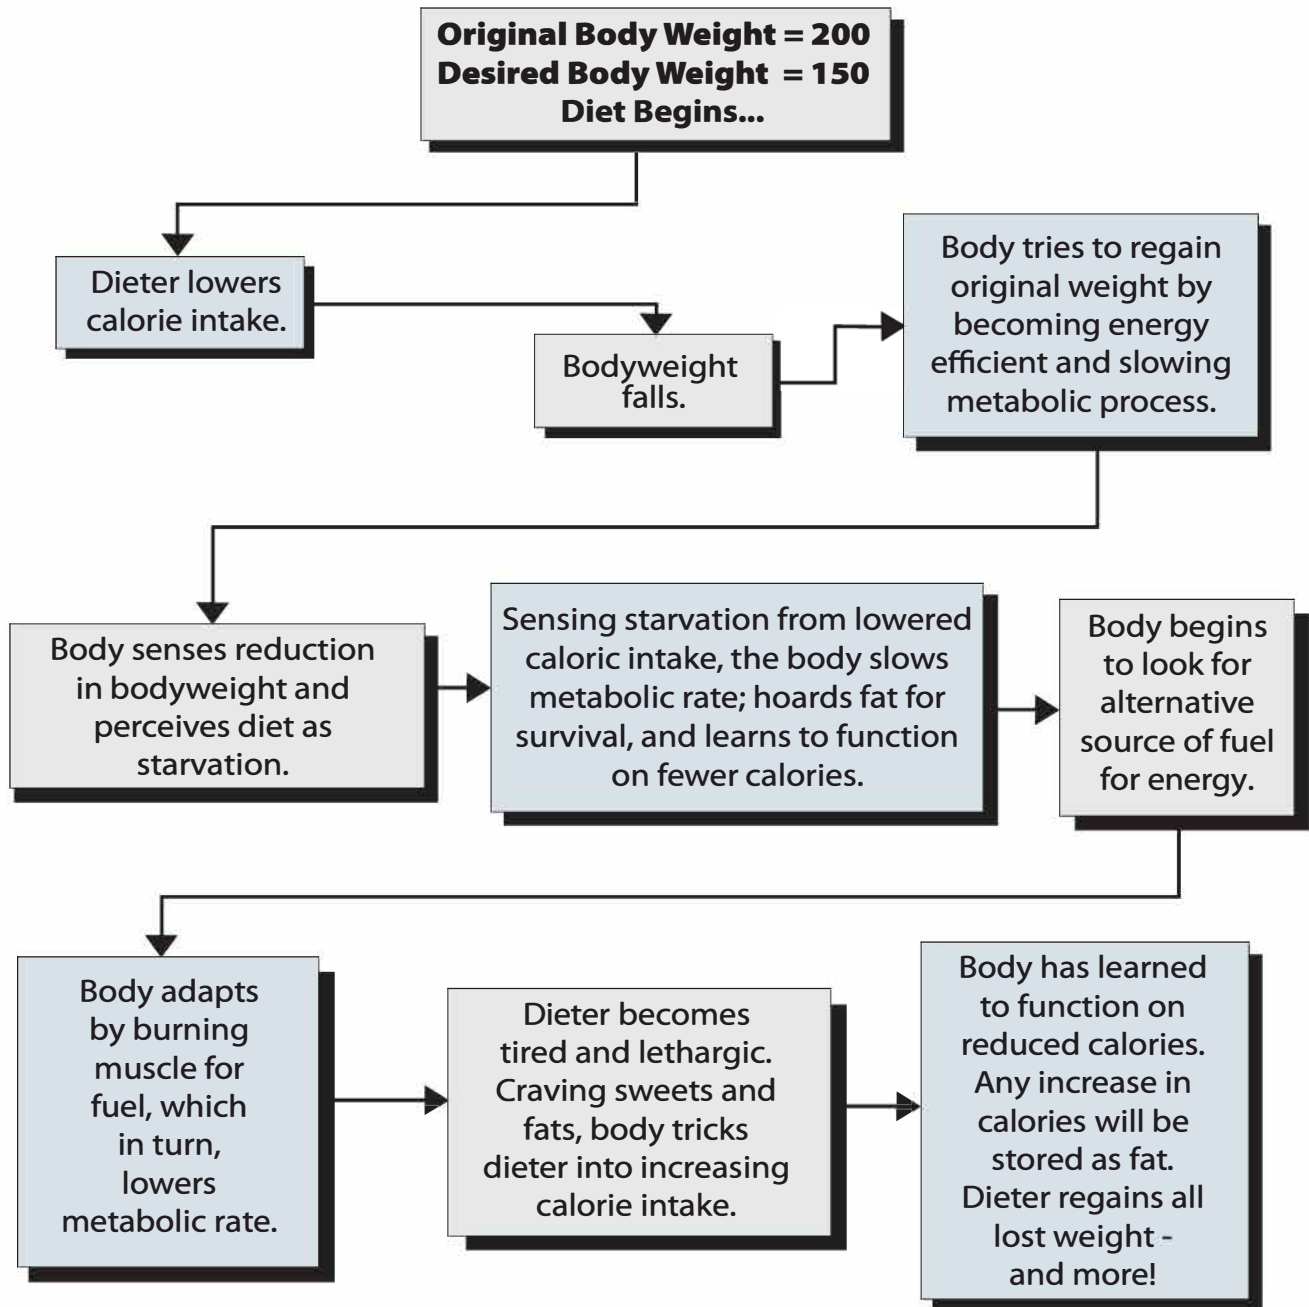 Original Body Weight = 200
Desired Body Weight = 150
Diet Begins...
Dieter lowers
calorie intake.
Bodyweight
falls.
Body tries to regain
original weight by
becoming energy
efficient and slowing
metabolic process.
Body senses reduction
in bodyweight and
perceives diet as
starvation.
Sensing starvation from lowered
caloric intake, the body slows
metabolic rate; hoards fat for
survival, and learns to function
on fewer calories.
Body begins
to look for
alternative
source of fuel
for energy.
Body adapts
by burning
muscle for
fuel, which
in turn,
lowers
metabolic rate.
Dieter becomes
tired and lethargic.
Craving sweets and
fats, body tricks
dieter into increasing
calorie intake.
Body has learned
to function on
reduced calories.
Any increase in
calories will be
stored as fat.
Dieter regains all
lost weight -
and more!